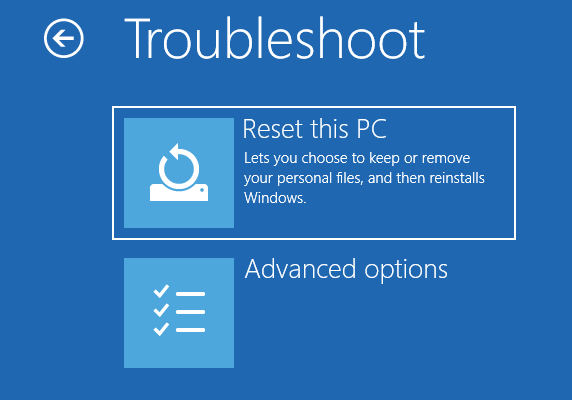 Troubleshoot
Reset this PC
Lets you choose to keep or remove
your personal files, and then reinstalls
Windows.
Advanced options